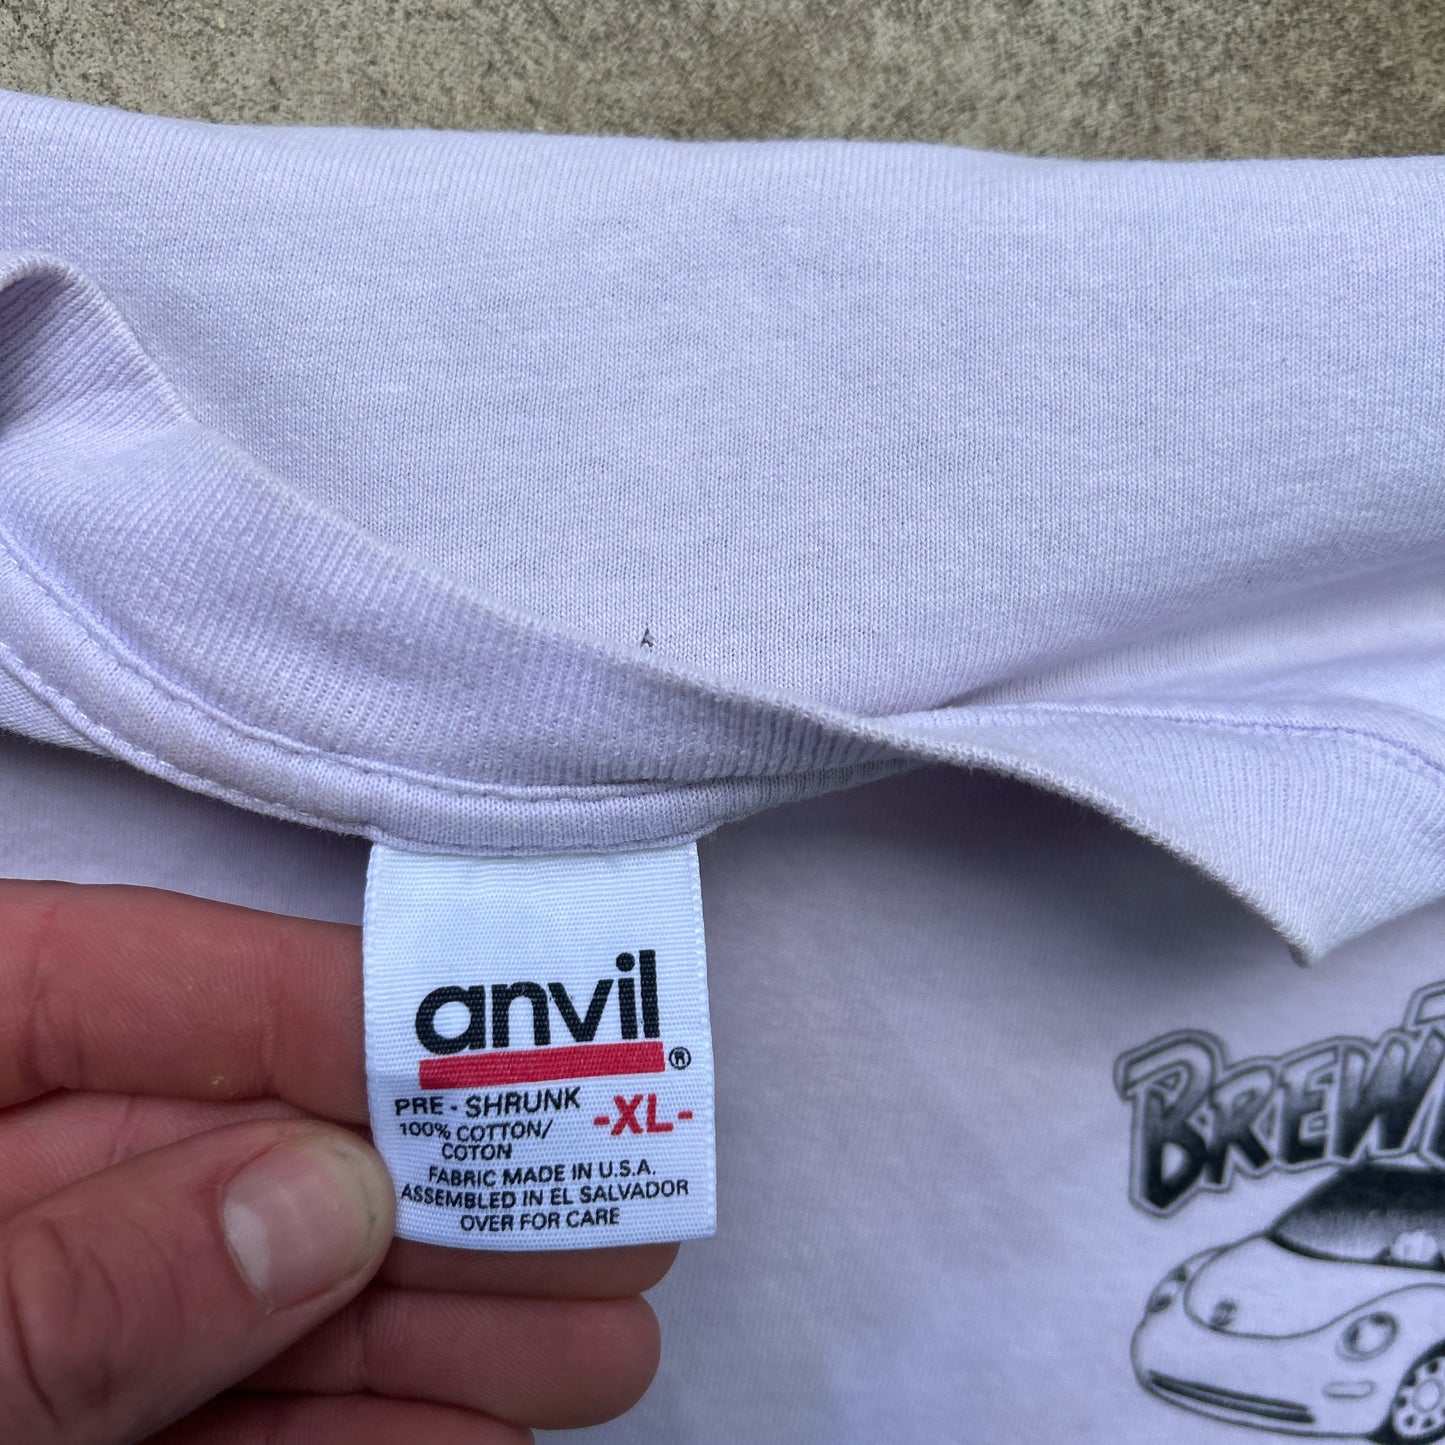 anvil
®
PRE - SHRUNK -XL-
100% COTTON/
COTON
FABRIC MADE IN U.S.A.
ASSEMBLED IN EL SALVADOR
OVER FOR CARE